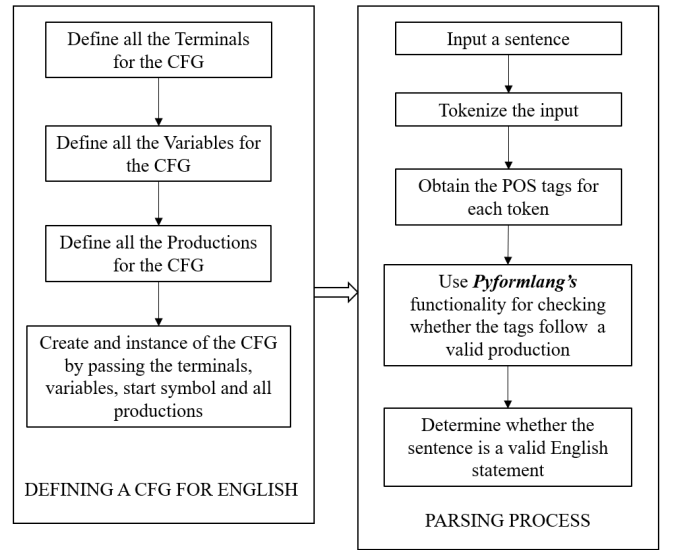 Define all the Terminals
for the CFG
Define all the Variables for
the CFG
Define all the Productions
for the CFG
Create and instance of the CFG
by passing the terminals,
variables, start symbol and all
productions
DEFINING A CFG FOR ENGLISH
Input a sentence
Tokenize the input
Obtain the POS tags for
each token
Use Pyformlang's
functionality for checking
whether the tags follow a
valid production
Determine whether the
sentence is a valid English
statement
PARSING PROCESS